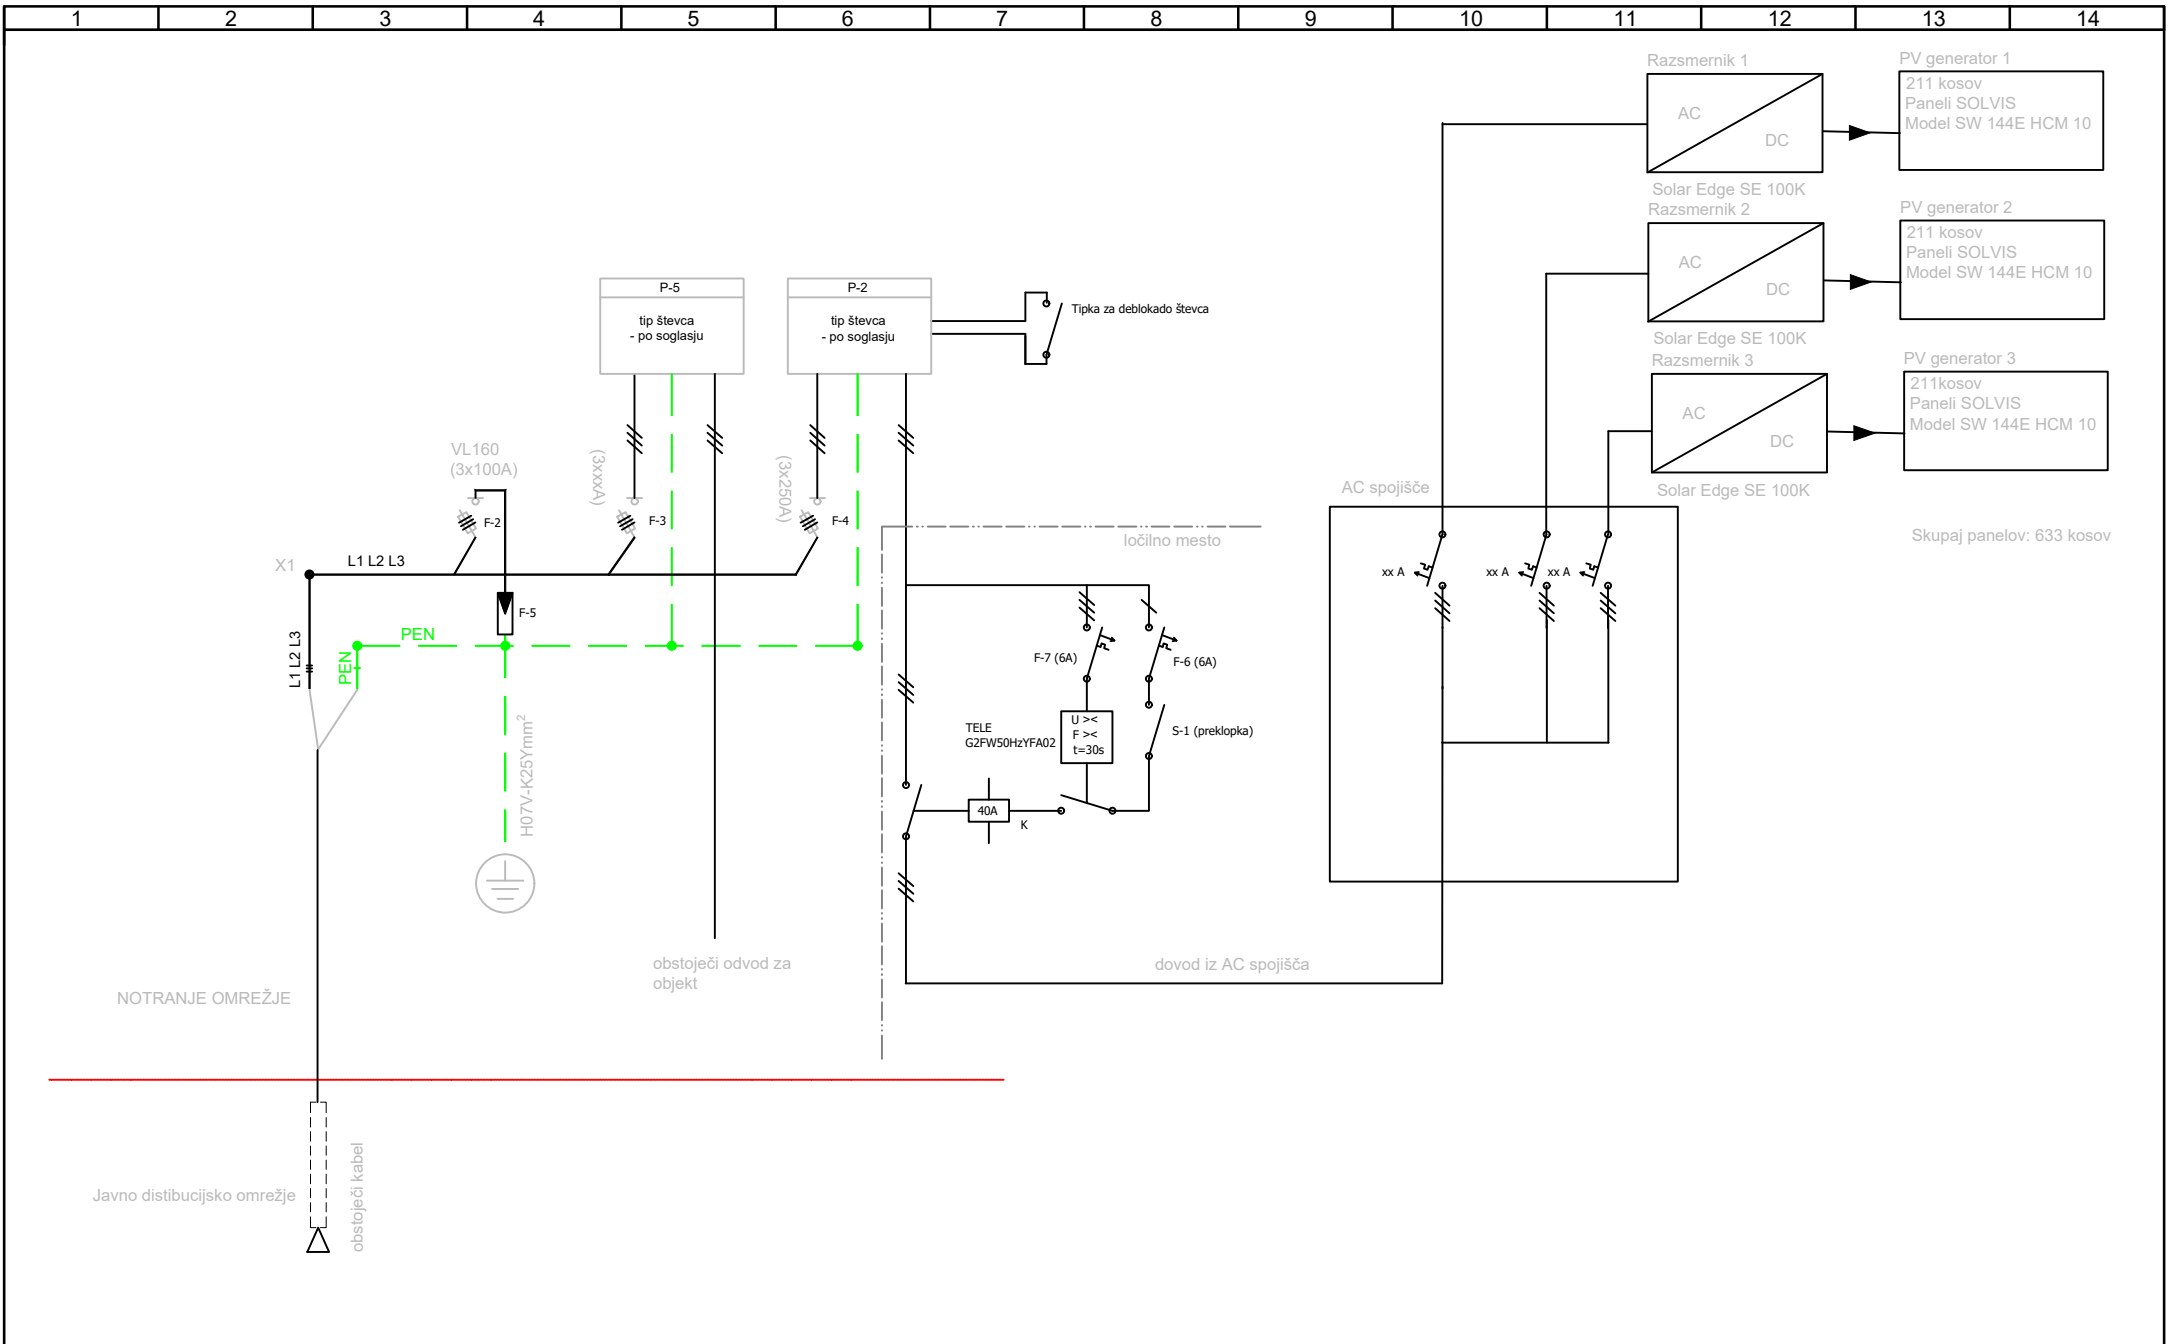 1 2 3 4 5 6 7 8 9 10 11 12 13 14
Razsmernik 1
AC
DC
Solar Edge SE 100K
PV generator 1
211 kosov
Paneli SOLVIS
Model SW 144E HCM 10
Razsmernik 2
AC
DC
Solar Edge SE 100K
PV generator 2
211 kosov
Paneli SOLVIS
Model SW 144E HCM 10
Razsmernik 3
AC
DC
Solar Edge SE 100K
PV generator 3
211kosov
Paneli SOLVIS
Model SW 144E HCM 10
Skupaj panelov: 633 kosov
P-5
tip števca
- po soglasju
P-2
tip števca
- po soglasju
Tipka za deblokado števca
VL160
(3x100A)
F-2
(3xxxA)
F-3
(3x250A)
F-4
X1
L1 L2 L3
F-5
PEN
L1 L2 L3
PEN
H07V-K25Ymm²
ločilno mesto
AC spojišče
xx A
xx A
xx A
F-7 (6A)
F-6 (6A)
TELE
G2FW50HzYFA02
U ><
F ><
t=30s
S-1 (preklopka)
40A
K
obstoječi odvod za
objekt
dovod iz AC spojišča
NOTRANJE OMREŽJE
Javno distibucijsko omrežje
obstoječi kabel